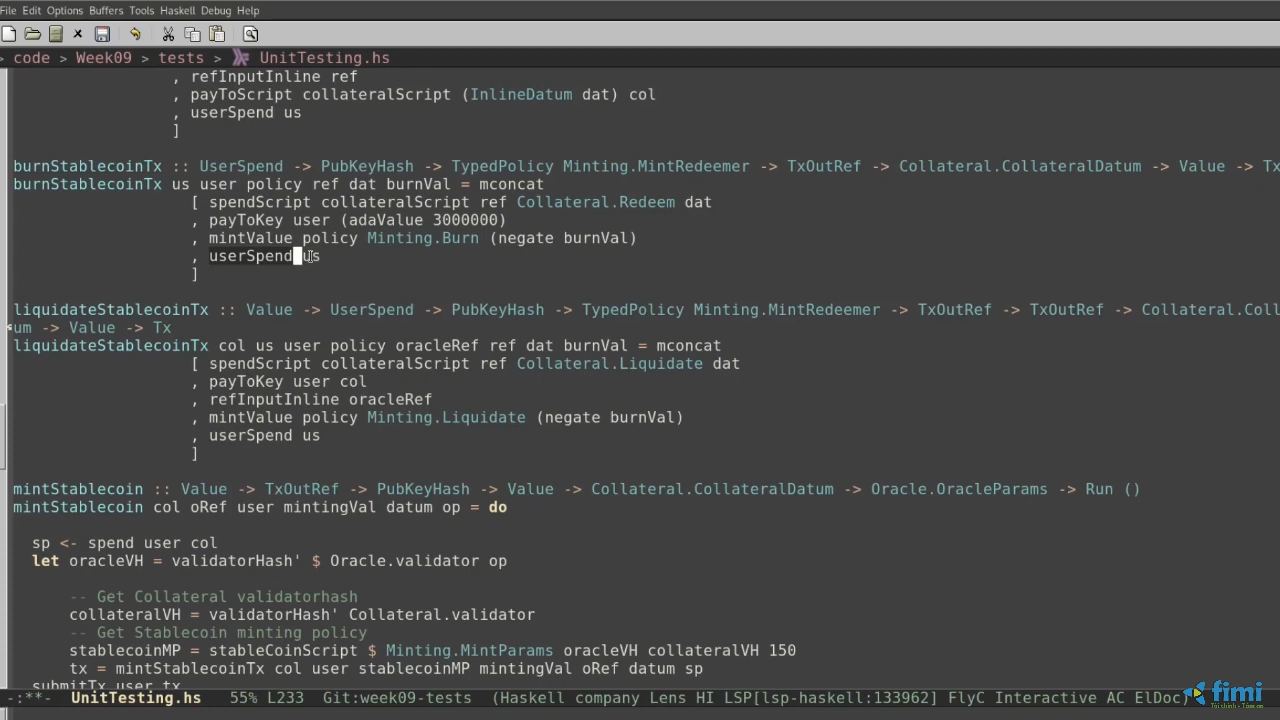 File Edit Options Buffers Tools Haskell Debug Help
> code > Week09 > tests > UnitTesting.hs
, refInputInline ref
, payToScript collateralScript (InlineDatum dat) col
, userSpend us
]
burnStablecoinTx :: UserSpend -> PubKeyHash -> TypedPolicy Minting.MintRedeemer -> TxOutRef -> Collateral.CollateralDatum -> Value -> Tx
burnStablecoinTx us user policy ref dat burnVal = mconcat
[ spendScript collateralScript ref Collateral.Redeem dat
, payToKey user (adaValue 3000000)
, mintValue policy Minting.Burn (negate burnVal)
, userSpend us
]
liquidateStablecoinTx :: Value -> UserSpend -> PubKeyHash -> TypedPolicy Minting.MintRedeemer -> TxOutRef -> TxOutRef -> Collateral.Coll
um -> Value -> Tx
liquidateStablecoinTx col us user policy oracleRef ref dat burnVal = mconcat
[ spendScript collateralScript ref Collateral.Liquidate dat
, payToKey user col
, refInputInline oracleRef
, mintValue policy Minting.Liquidate (negate burnVal)
, userSpend us
]
mintStablecoin :: Value -> TxOutRef -> PubKeyHash -> Value -> Collateral.CollateralDatum -> Oracle.OracleParams -> Run ()
mintStablecoin col oRef user mintingVal datum op = do
sp <- spend user col
let oracleVH = validatorHash' $ Oracle.validator op
-- Get Collateral validatorhash
collateralVH = validatorHash' Collateral.validator
-- Get Stablecoin minting policy
stablecoinMP = stableCoinScript $ Minting.MintParams oracleVH collateralVH 150
tx = mintStablecoinTx col user stablecoinMP mintingVal oRef datum sp
submitTx user tx
-:**- UnitTesting.hs 55% L233 Git:week09-tests (Haskell company Lens HI LSP[lsp-haskell:133962] FlyC Interactive AC ElDoc)
fimi